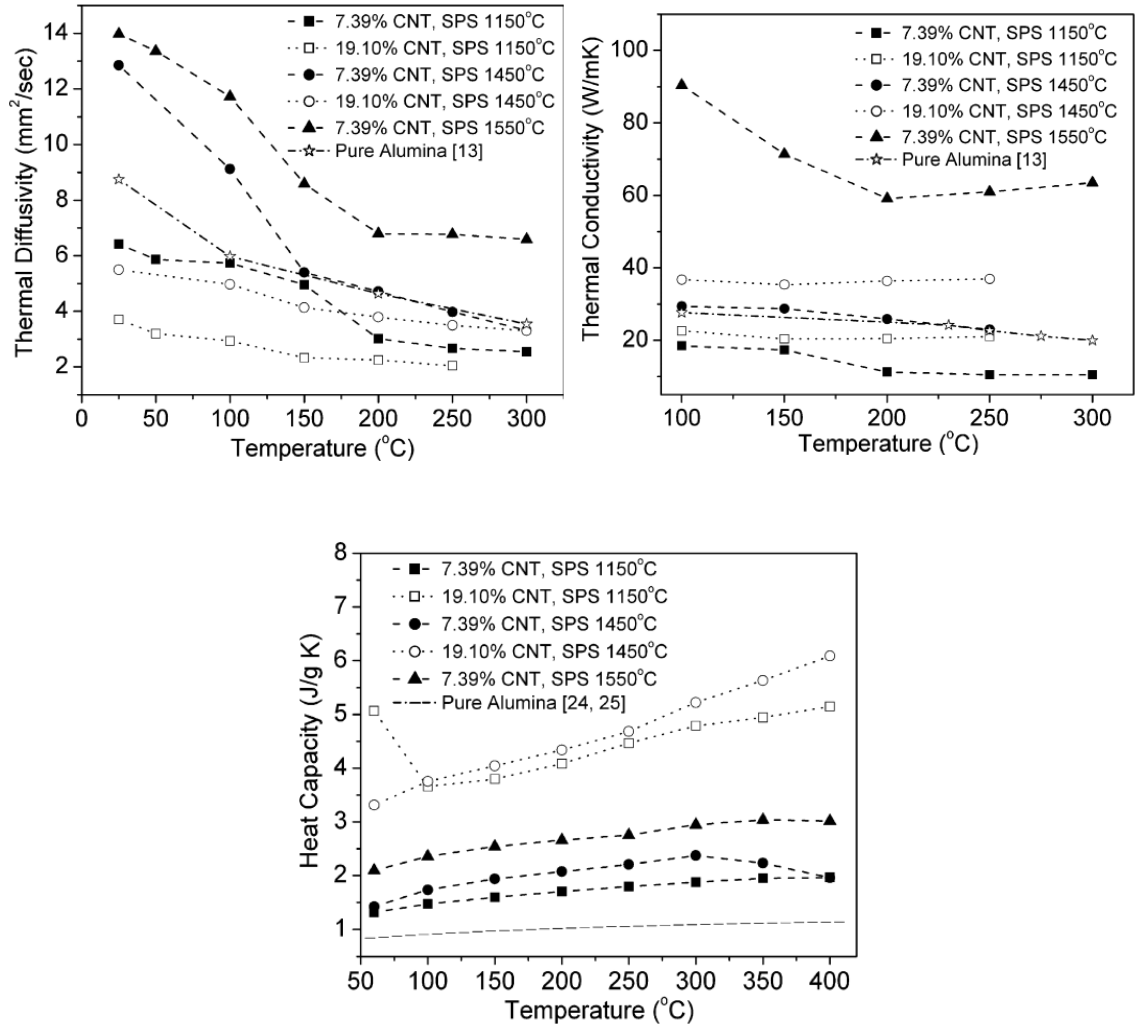 14
12
10
8
6
4
2
Thermal Diffusivity (mm²/sec)
7.39% CNT, SPS 1150°C
19.10% CNT, SPS 1150°C
7.39% CNT, SPS 1450°C
19.10% CNT, SPS 1450°C
7.39% CNT, SPS 1550°C
Pure Alumina [13]
0 50 100 150 200 250 300
Temperature (°C)
100
80
60
40
20
Thermal Conductivity (W/mK)
7.39% CNT, SPS 1150°C
19.10% CNT, SPS 1150°C
7.39% CNT, SPS 1450°C
19.10% CNT, SPS 1450°C
7.39% CNT, SPS 1550°C
Pure Alumina [13]
100 150 200 250 300
Temperature (°C)
8
7
6
5
4
3
2
1
Heat Capacity (J/g K)
7.39% CNT, SPS 1150°C
19.10% CNT, SPS 1150°C
7.39% CNT, SPS 1450°C
19.10% CNT, SPS 1450°C
7.39% CNT, SPS 1550°C
Pure Alumina [24, 25]
50 100 150 200 250 300 350 400
Temperature (°C)